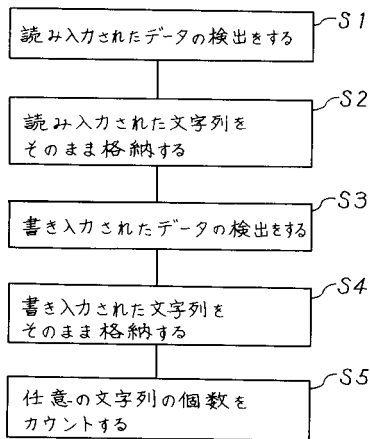 S1
読み入力されたデータの検出をする
S2
読み入力された文字列を
そのまま格納する
S3
書き入力されたデータの検出をする
S4
書き入力された文字列を
そのまま格納する
S5
任意の文字列の個数を
カウントする